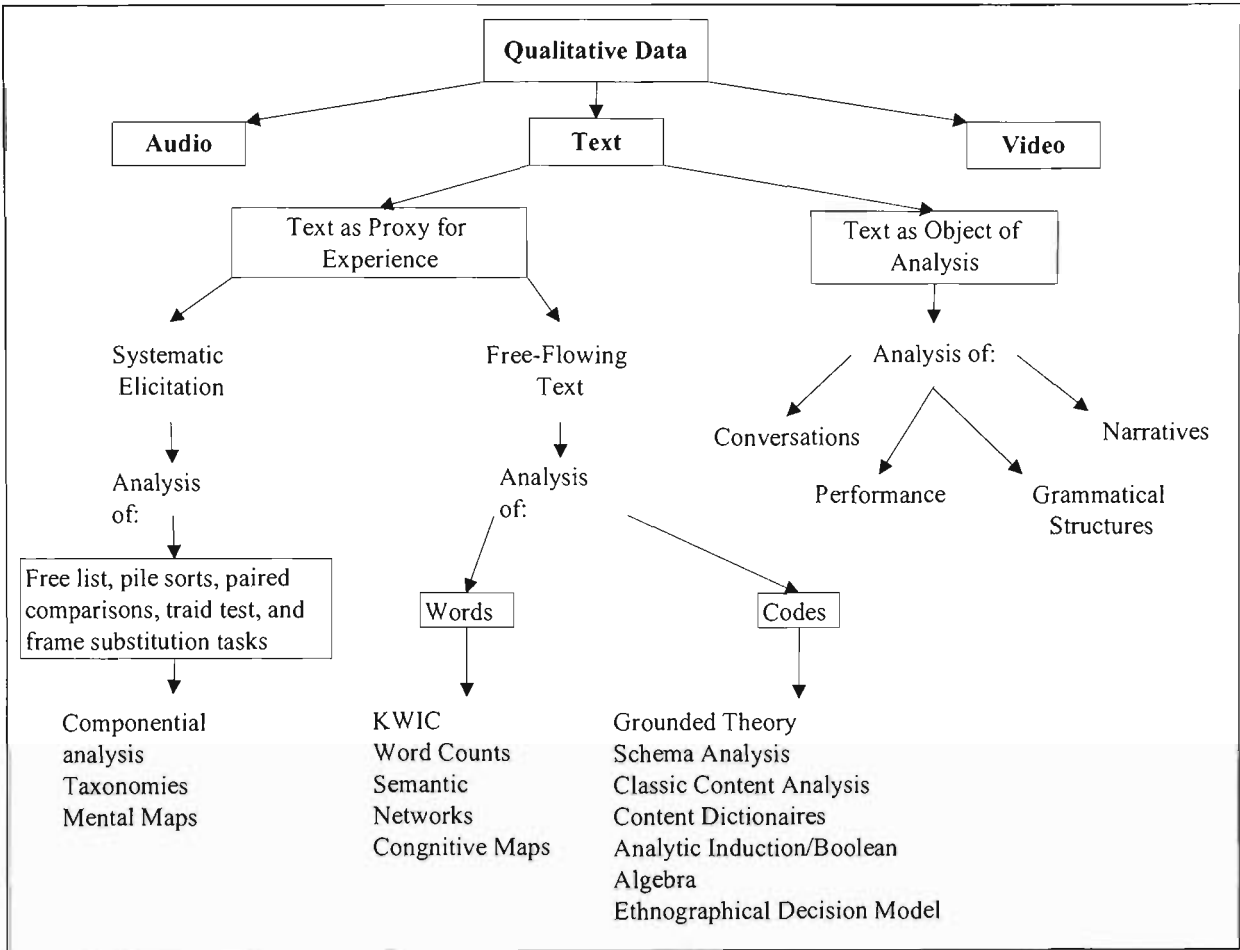 Qualitative Data
Audio
Text
Video
Text as Proxy for
Experience
Text as Object of
Analysis
Systematic
Elicitation
Free-Flowing
Text
Analysis of:
Conversations
Narratives
Performance
Grammatical
Structures
Analysis
of:
Analysis
of:
Free list, pile sorts, paired
comparisons, traid test, and
frame substitution tasks
Words
Codes
Componential
analysis
Taxonomies
Mental Maps
KWIC
Word Counts
Semantic
Networks
Congnitive Maps
Grounded Theory
Schema Analysis
Classic Content Analysis
Content Dictionaires
Analytic Induction/Boolean
Algebra
Ethnographical Decision Model